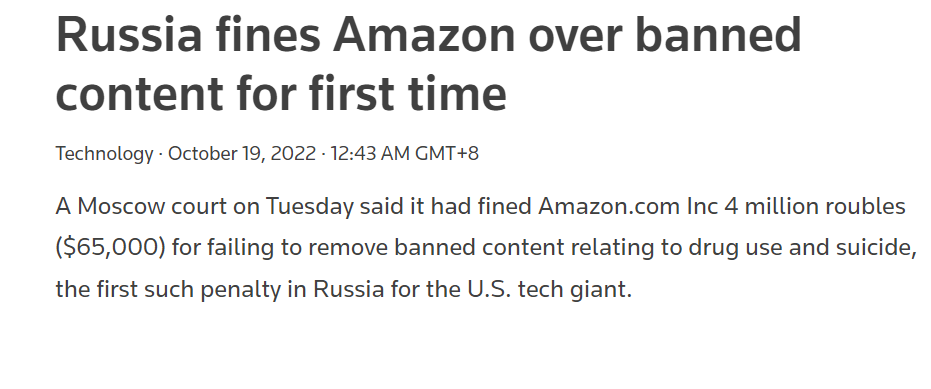 Russia fines Amazon over banned
content for first time
Technology · October 19, 2022 · 12:43 AM GMT+8
A Moscow court on Tuesday said it had fined Amazon.com Inc 4 million roubles
($65,000) for failing to remove banned content relating to drug use and suicide,
the first such penalty in Russia for the U.S. tech giant.